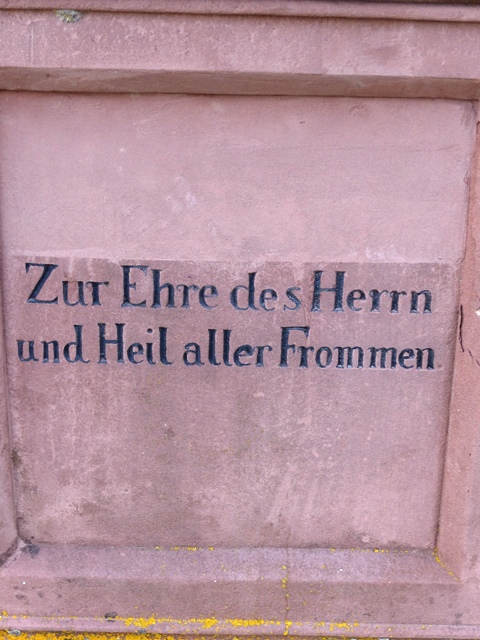 Zur Ehre des Herrn
und Heil aller Frommen